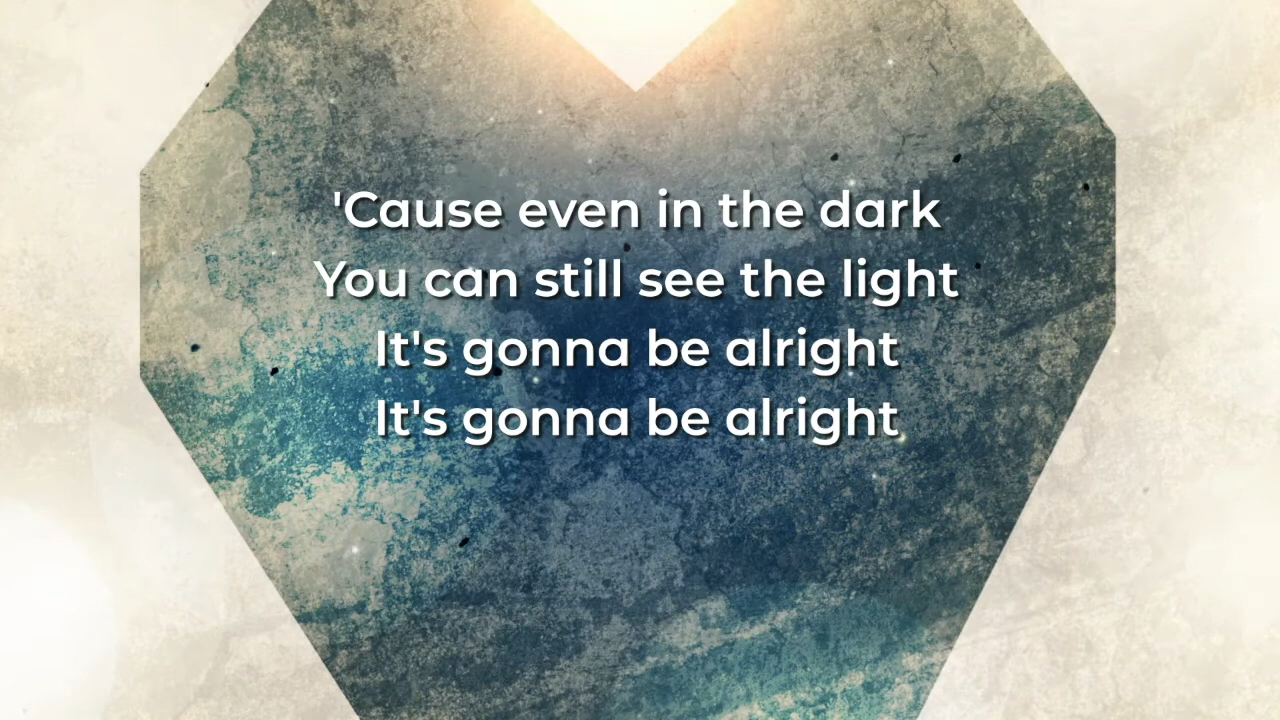 'Cause even in the dark
You can still see the light
It's gonna be alright
It's gonna be alright